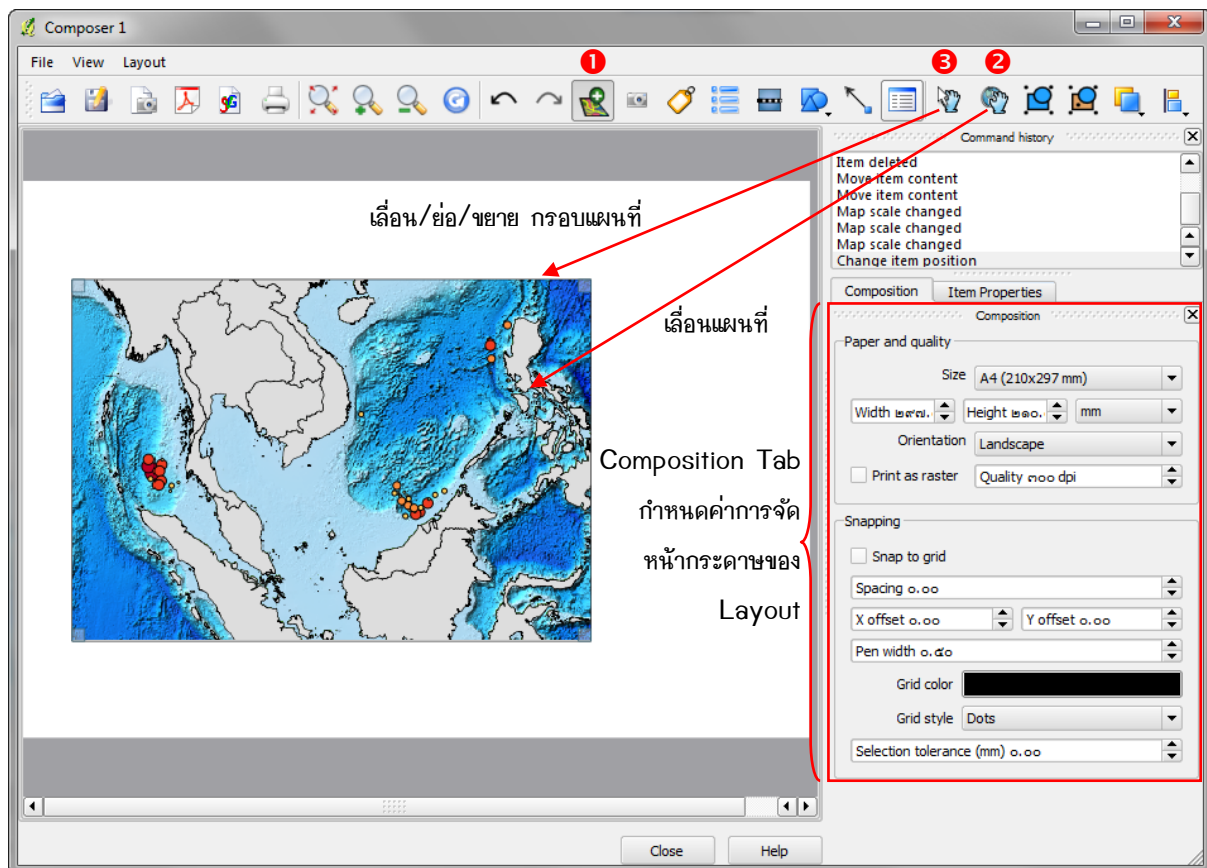 Composer 1
File View Layout
❶
❸
❷
Command history
Item deleted
Move item content
Move item content
Map scale changed
Map scale changed
Map scale changed
Change item position
เลื่อน/ย่อ/ขยาย กรอบแผนที่
เลื่อนแผนที่
Composition Tab
กำหนดค่าการจัด
หน้ากระดาษของ
Layout
Composition Item Properties
Composition
Paper and quality
Size A4 (210x297 mm)
Width ๒๙๗. Height ๒๑๐. mm
Orientation Landscape
Print as raster Quality ๓๐๐ dpi
Snapping
Snap to grid
Spacing ๐.๐๐
X offset ๐.๐๐ Y offset ๐.๐๐
Pen width ๐.๕๐
Grid color
Grid style Dots
Selection tolerance (mm) ๐.๐๐
Close Help